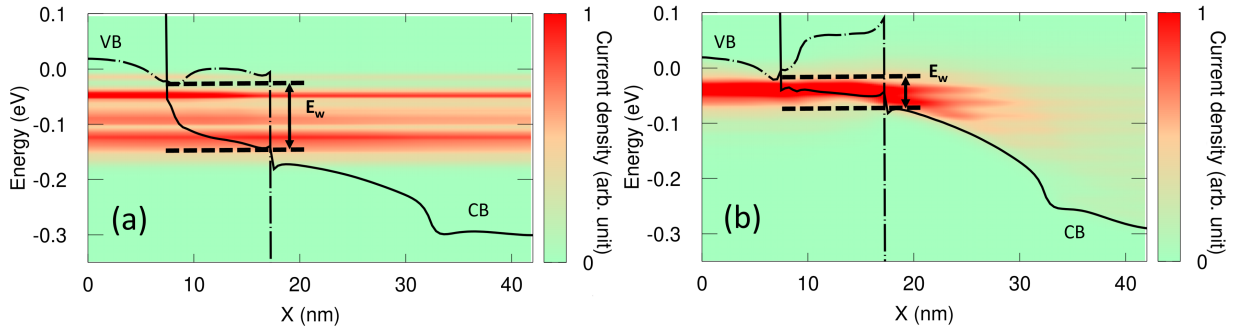 0.1
0.0
-0.1
-0.2
-0.3
Energy (eV)
VB
E_w
CB
(a)
0
10
20
30
40
X (nm)
1
0
Current density (arb. unit)
0.1
0.0
-0.1
-0.2
-0.3
Energy (eV)
VB
E_w
CB
(b)
0
10
20
30
40
X (nm)
1
0
Current density (arb. unit)